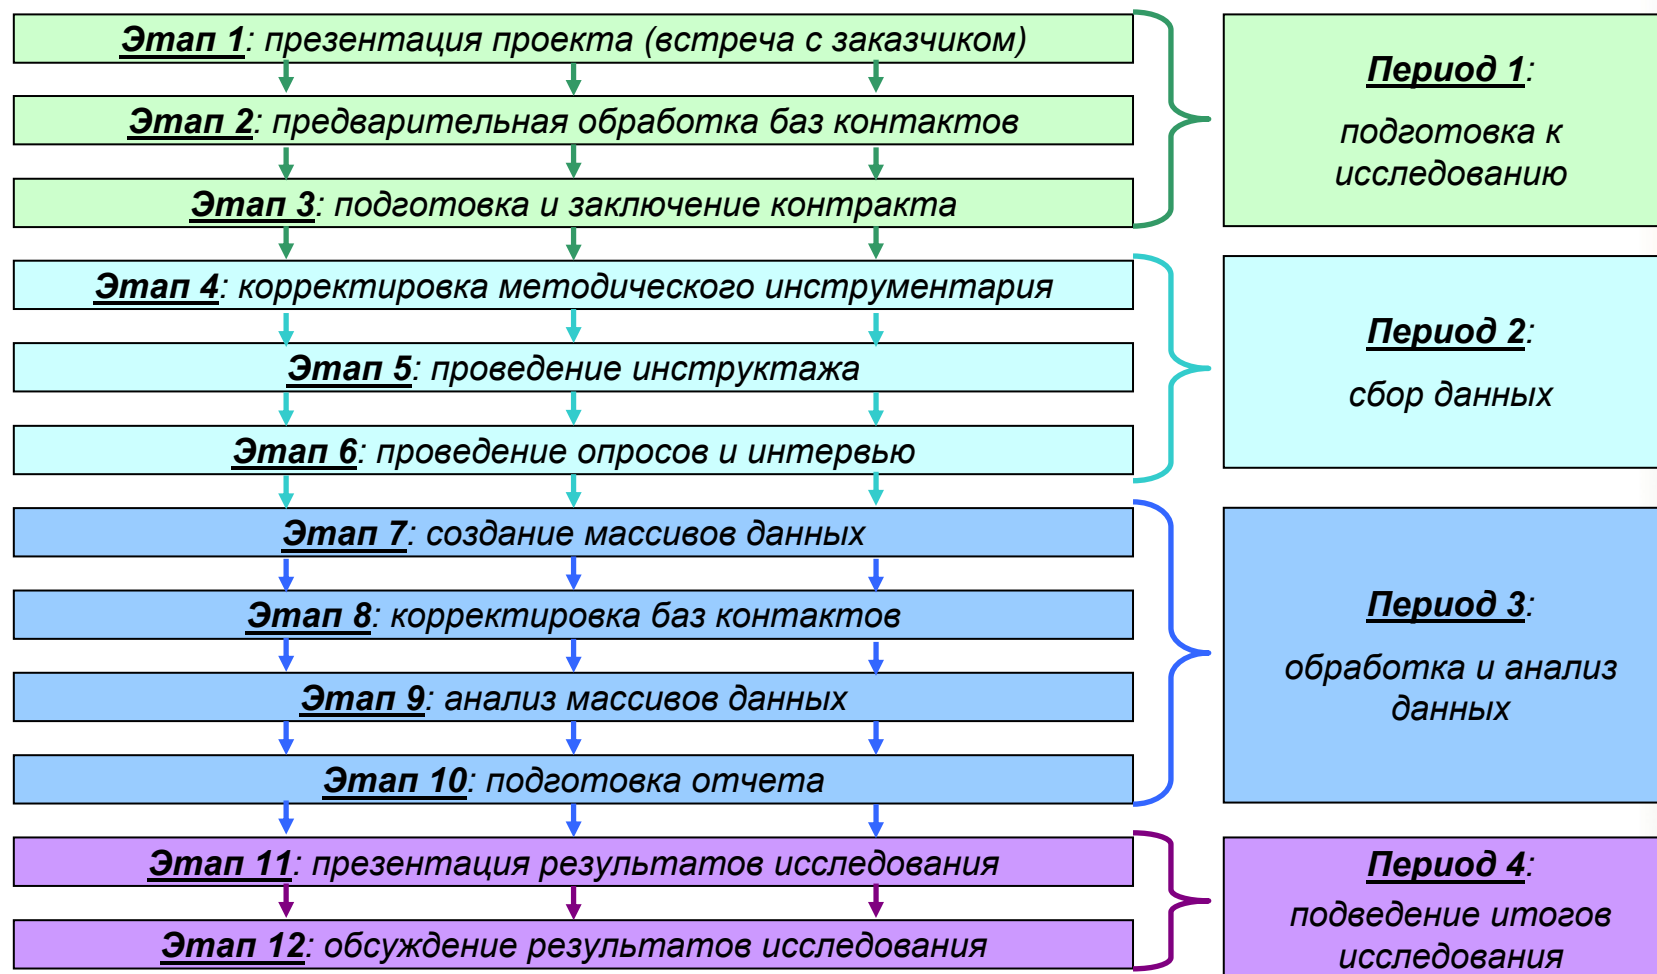 Этап 1: презентация проекта (встреча с заказчиком)
Этап 2: предварительная обработка баз контактов
Этап 3: подготовка и заключение контракта
Период 1:
подготовка к
исследованию
Этап 4: корректировка методического инструментария
Этап 5: проведение инструктажа
Этап 6: проведение опросов и интервью
Период 2:
сбор данных
Этап 7: создание массивов данных
Этап 8: корректировка баз контактов
Этап 9: анализ массивов данных
Этап 10: подготовка отчета
Период 3:
обработка и анализ
данных
Этап 11: презентация результатов исследования
Этап 12: обсуждение результатов исследования
Период 4:
подведение итогов
исследования